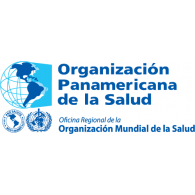 Organización
Panamericana
de la Salud
Oficina Regional de la
Organización Mundial de la Salud